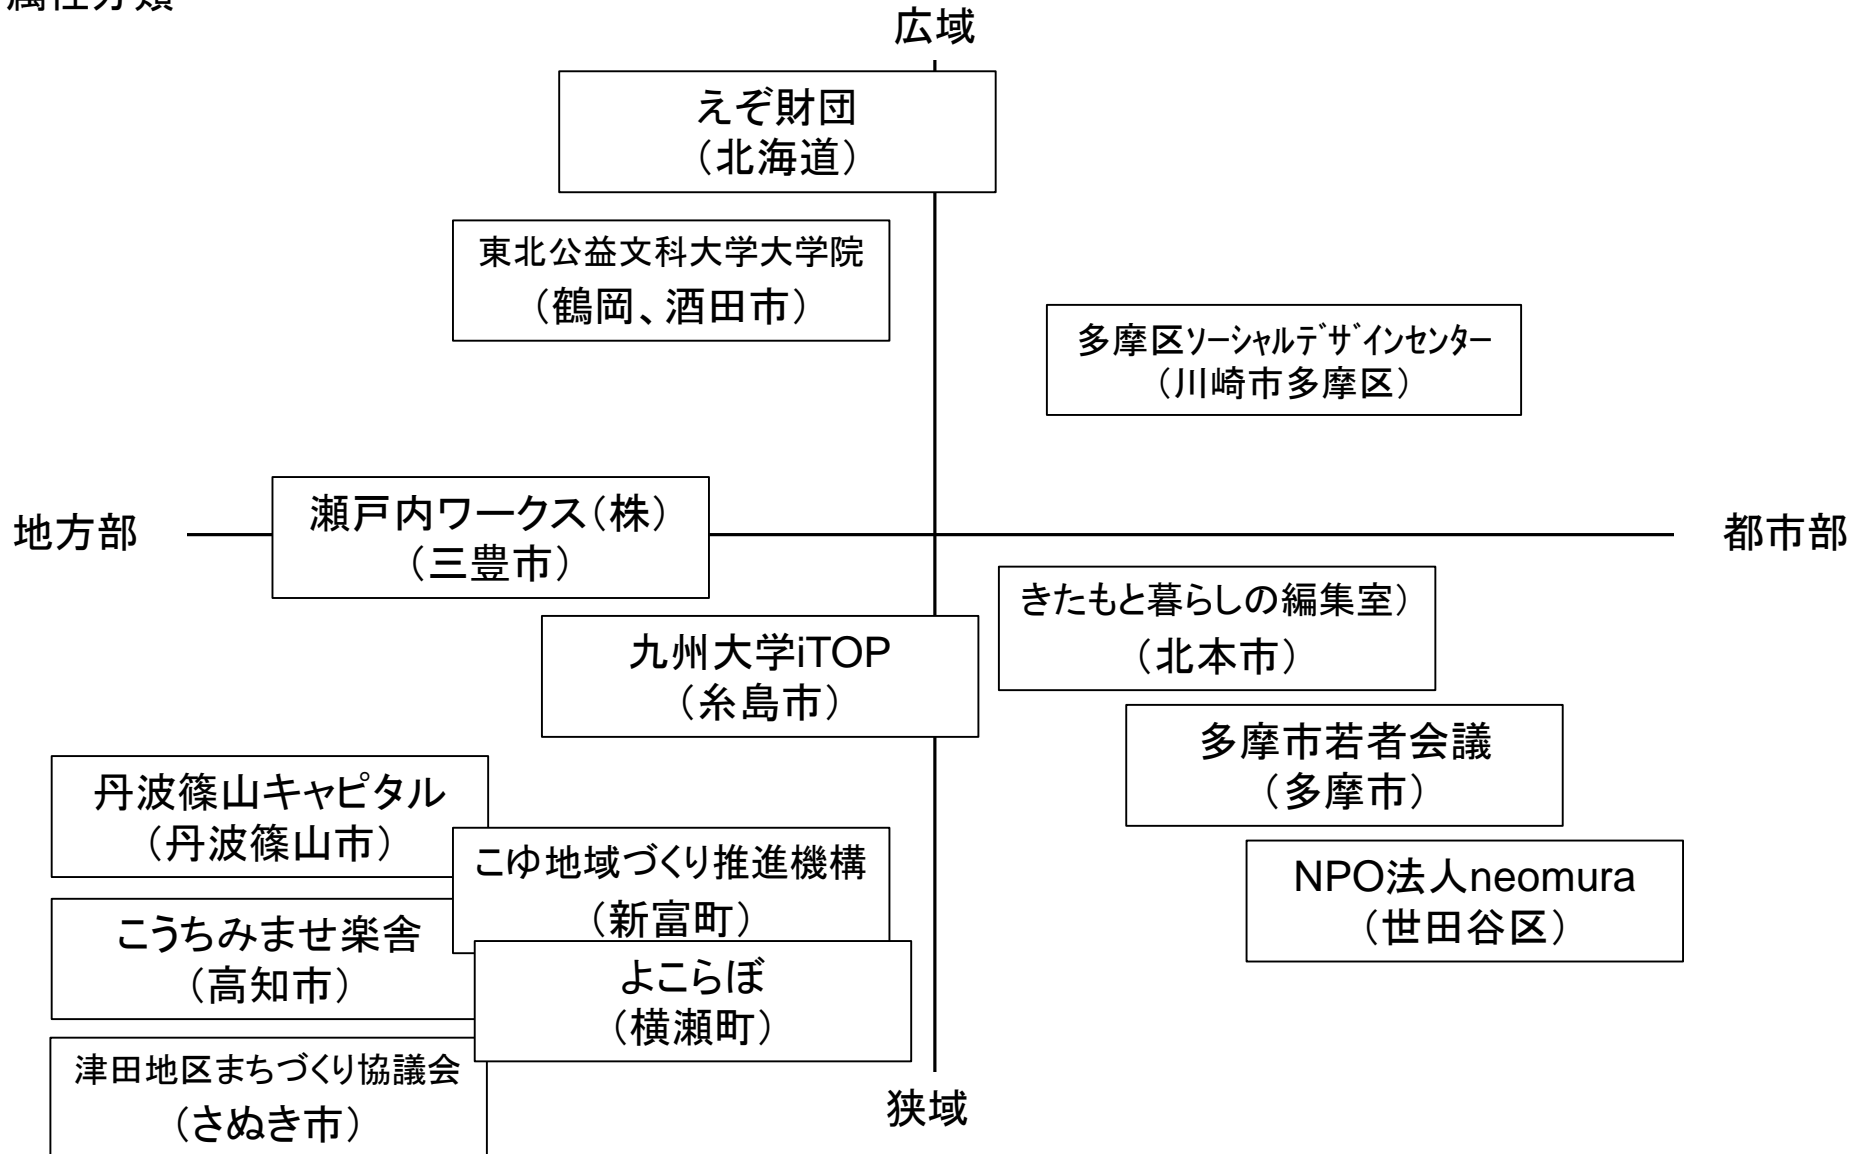 属性分類
広域
えぞ財団
（北海道）
東北公益文科大学大学院
（鶴岡、酒田市）
多摩区ｿｰｼｬﾙﾃﾞｻﾞｲﾝｾﾝﾀｰ
（川崎市多摩区）
地方部
瀬戸内ワークス（株）
（三豊市）
都市部
きたもと暮らしの編集室）
（北本市）
九州大学iTOP
（糸島市）
多摩市若者会議
（多摩市）
丹波篠山キャピタル
（丹波篠山市）
こゆ地域づくり推進機構
（新富町）
NPO法人neomura
（世田谷区）
こうちみませ楽舎
（高知市）
よこらぼ
（横瀬町）
津田地区まちづくり協議会
（さぬき市）
狭域